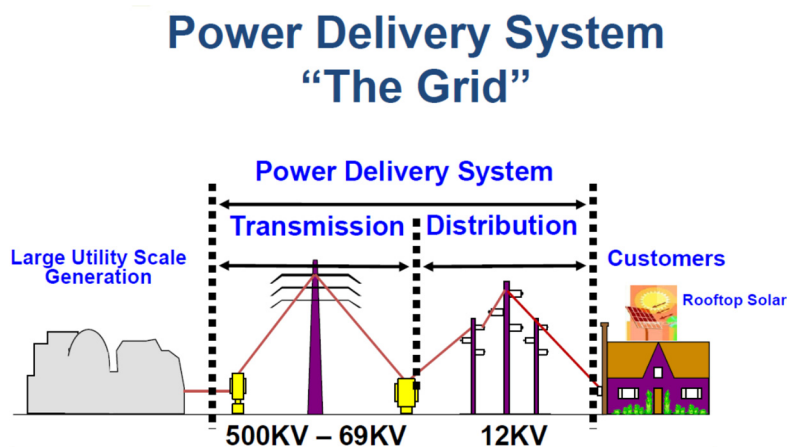 Power Delivery System
“The Grid”
Power Delivery System
Transmission
Distribution
Large Utility Scale
Generation
Customers
Rooftop Solar
500KV – 69KV
12KV